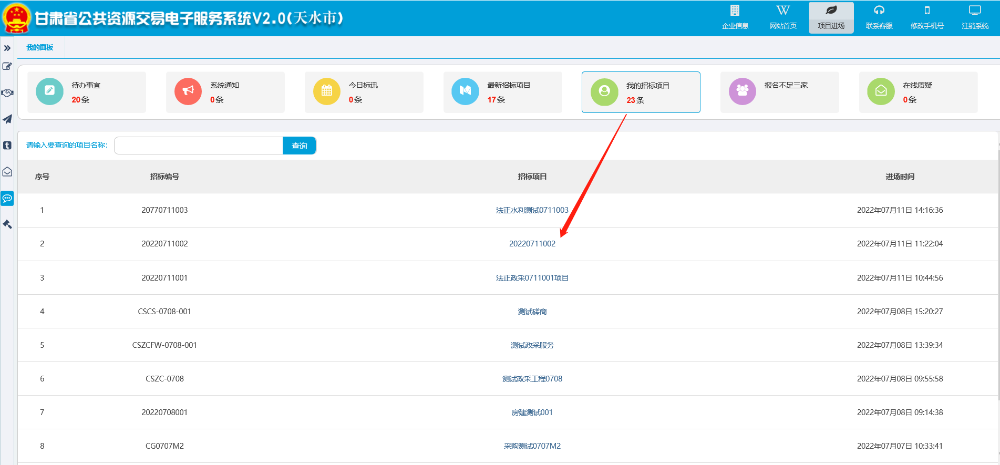 甘肃省公共资源交易电子服务系统V2.0(天水市)
企业信息
网站首页
项目进场
联系客服
修改手机号
注销系统
我的面板
待办事宜
20条
系统通知
0条
今日标讯
0条
最新招标项目
17条
我的招标项目
23条
报名不足三家
在线质疑
0条
请输入要查询的项目名称: 查询
序号 招标编号 招标项目 进场时间
1 20770711003 法正水利测试0711003 2022年07月11日 14:16:36
2 20220711002 20220711002 2022年07月11日 11:22:04
3 20220711001 法正政采0711001项目 2022年07月11日 10:44:56
4 CSCS-0708-001 测试磋商 2022年07月08日 15:20:27
5 CSZCFW-0708-001 测试政采服务 2022年07月08日 13:39:34
6 CSZC-0708 测试政采工程0708 2022年07月08日 09:55:58
7 20220708001 房建测试001 2022年07月08日 09:14:38
8 CG0707M2 采购测试0707M2 2022年07月07日 10:33:41